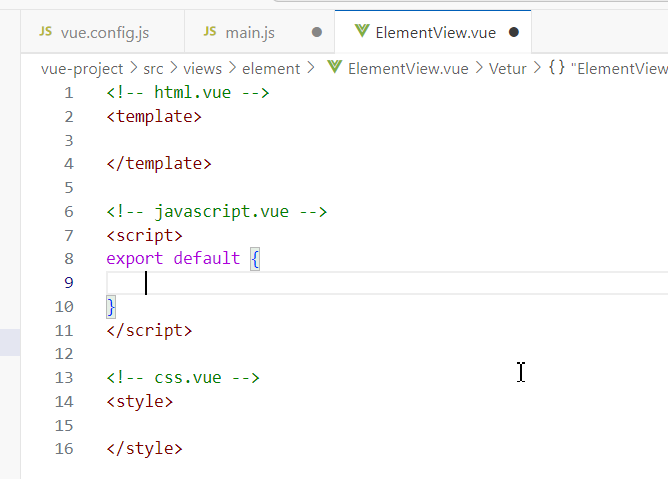 JS vue.config.js JS main.js ElementView.vue
vue-project > src > views > element > ElementView.vue > Vetur > {} "ElementView
1 <!-- html.vue -->
2 <template>
3
4 </template>
5
6 <!-- javascript.vue -->
7 <script>
8 export default {
9
10 }
11 </script>
12
13 <!-- css.vue -->
14 <style>
15
16 </style>